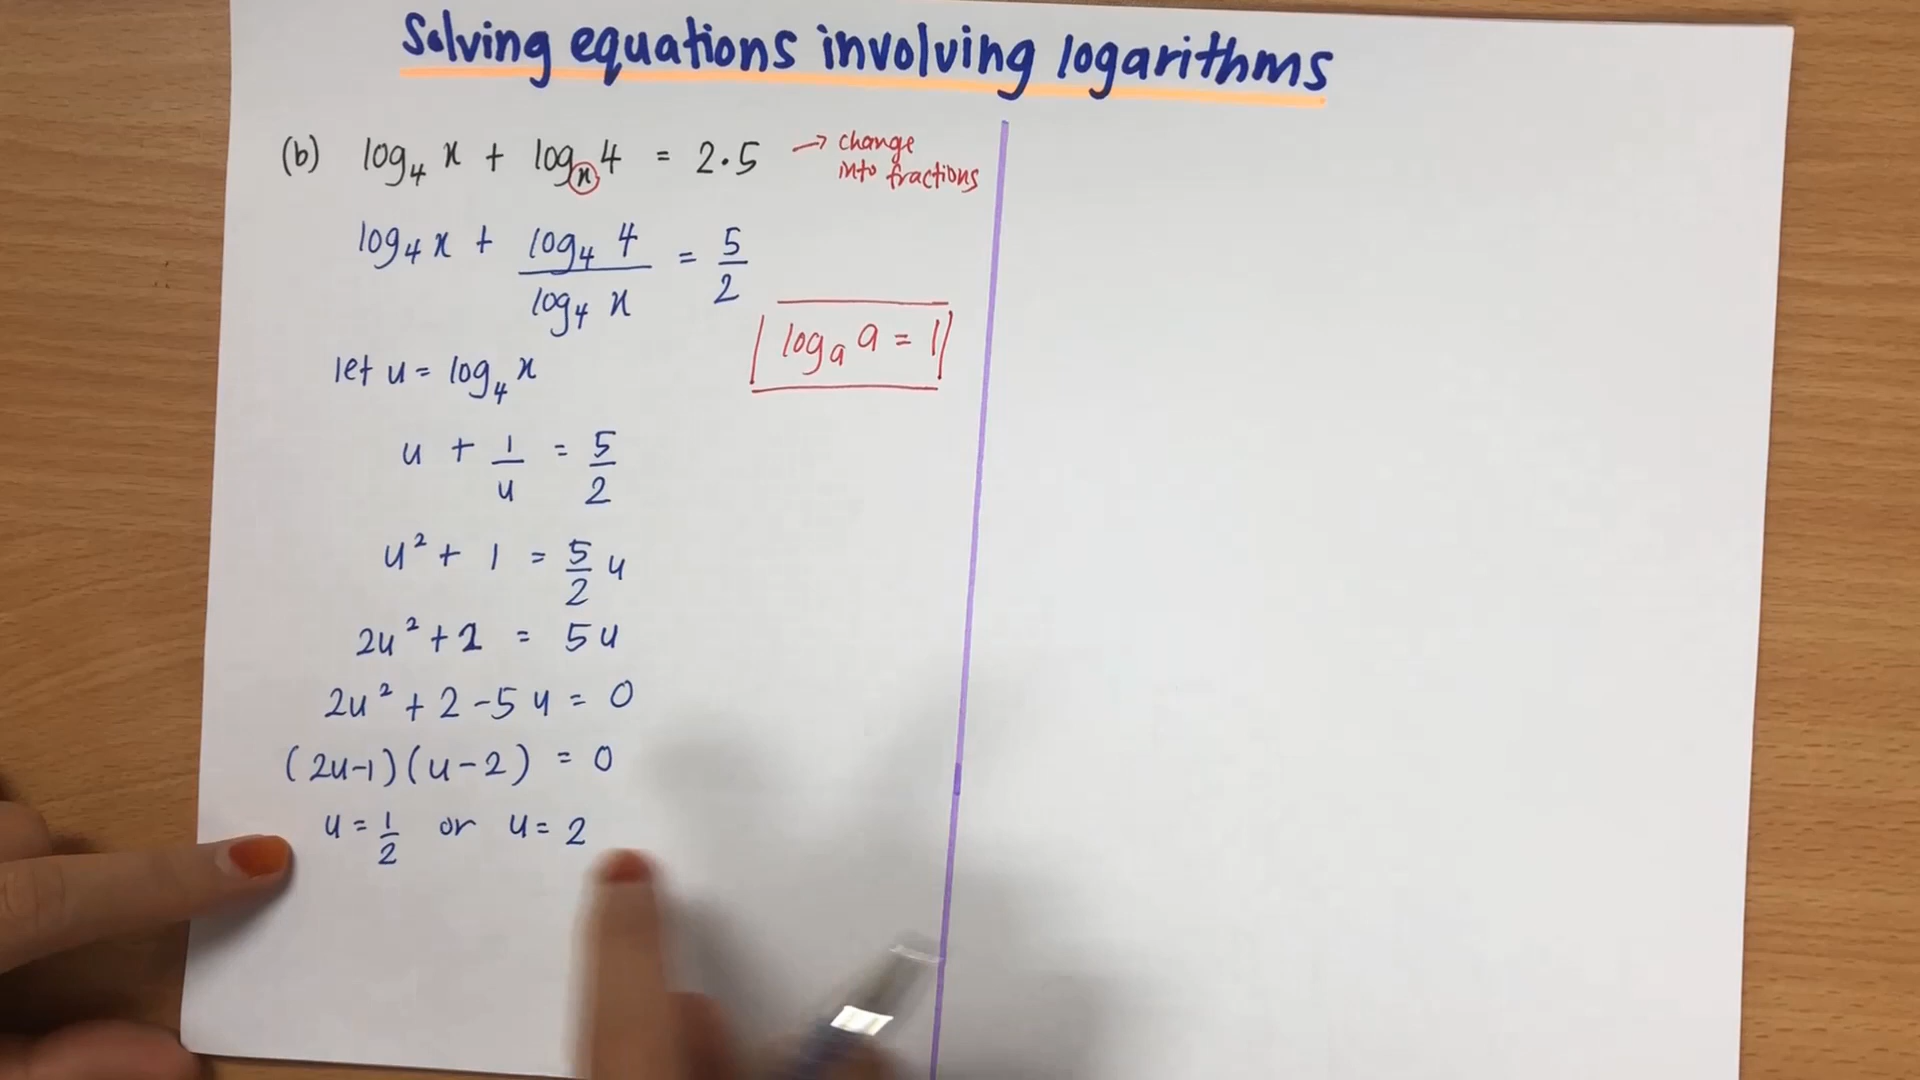 Solving equations involving logarithms
(b) log₄ x + logₓ 4 = 2.5 → change into fractions
log₄ x + log₄ 4 / log₄ x = 5/2
log_a a = 1
let u = log₄ x
u + 1/u = 5/2
u² + 1 = 5/2 u
2u² + 2 = 5u
2u² + 2 - 5u = 0
(2u-1)(u-2) = 0
u = 1/2 or u = 2